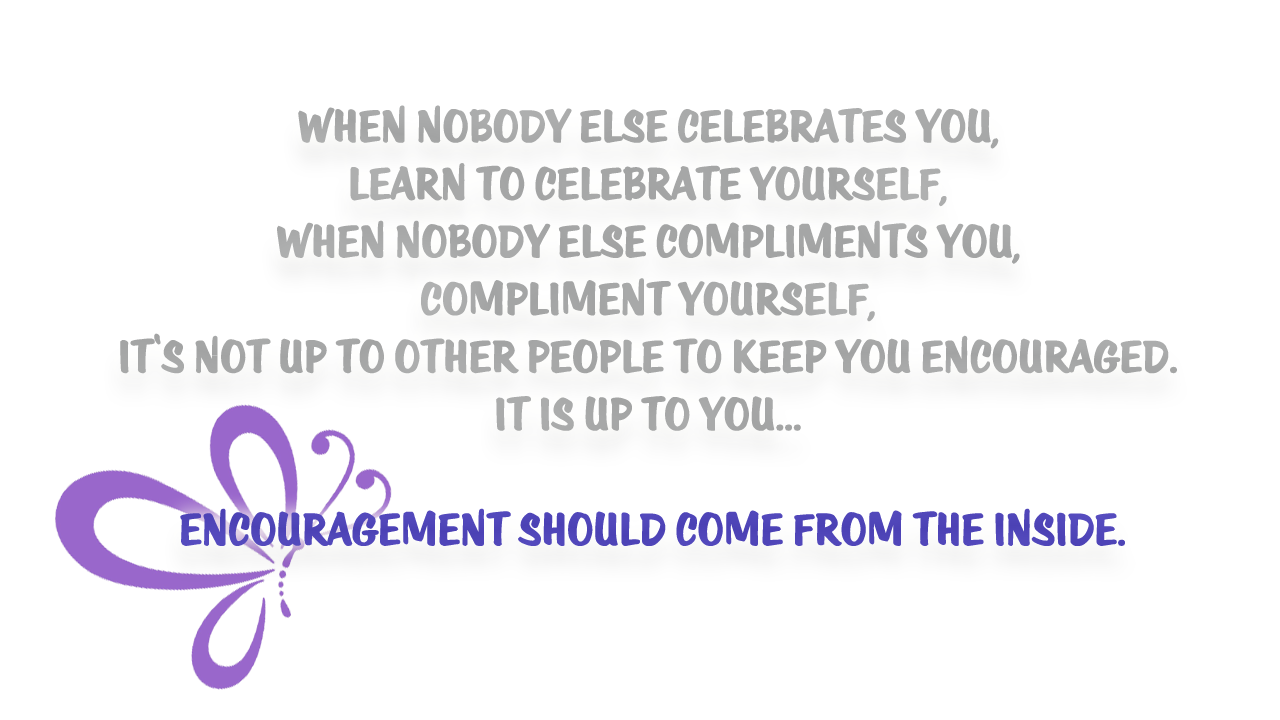 WHEN NOBODY ELSE CELEBRATES YOU,
LEARN TO CELEBRATE YOURSELF,
WHEN NOBODY ELSE COMPLIMENTS YOU,
COMPLIMENT YOURSELF,
IT‛S NOT UP TO OTHER PEOPLE TO KEEP YOU ENCOURAGED.
IT IS UP TO YOU...
ENCOURAGEMENT SHOULD COME FROM THE INSIDE.